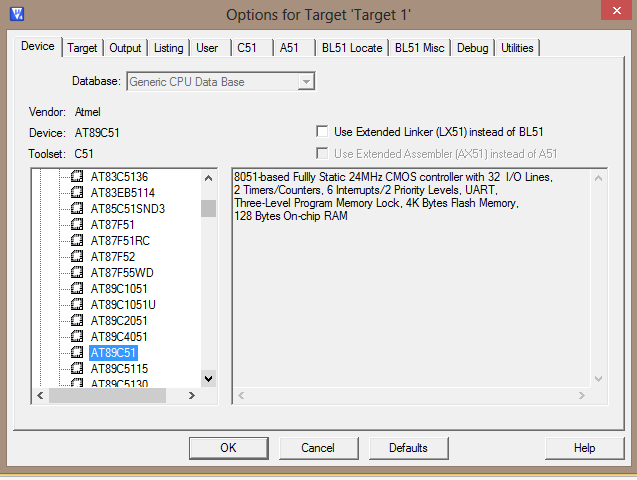 Options for Target 'Target 1'
Device Target Output Listing User C51 A51 BL51 Locate BL51 Misc Debug Utilities
Database: Generic CPU Data Base
Vendor: Atmel
Device: AT89C51
Use Extended Linker (LX51) instead of BL51
Toolset: C51
Use Extended Assembler (AX51) instead of A51
AT83C5136
AT83EB5114
AT85C51SND3
AT87F51
AT87F51RC
AT87F52
AT87F55WD
AT89C1051
AT89C1051U
AT89C2051
AT89C4051
AT89C51
AT89C5115
AT89C5130
8051-based Fullly Static 24MHz CMOS controller with 32 I/O Lines,
2 Timers/Counters, 6 Interrupts/2 Priority Levels, UART,
Three-Level Program Memory Lock, 4K Bytes Flash Memory,
128 Bytes On-chip RAM
OK Cancel Defaults Help